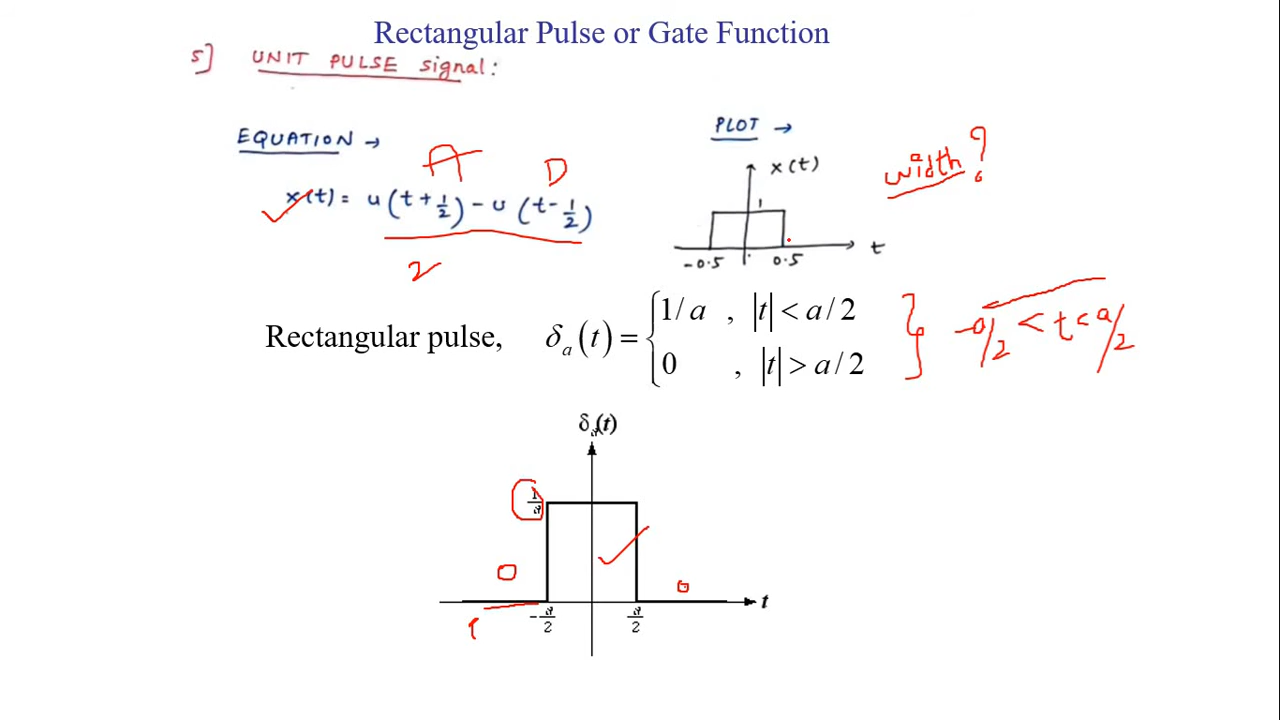 Rectangular Pulse or Gate Function
5] UNIT PULSE signal:
EQUATION →
A D
x(t) = u(t+1/2) - u(t-1/2)
2
PLOT →
x(t)
1
-0.5 0.5 t
width?
a
Rectangular pulse, δa(t) = { 1/a , |t| < a/2
0 , |t| > a/2
-a/2 < t < a/2
δa(t)
1/a
0 0
-a/2 a/2 t